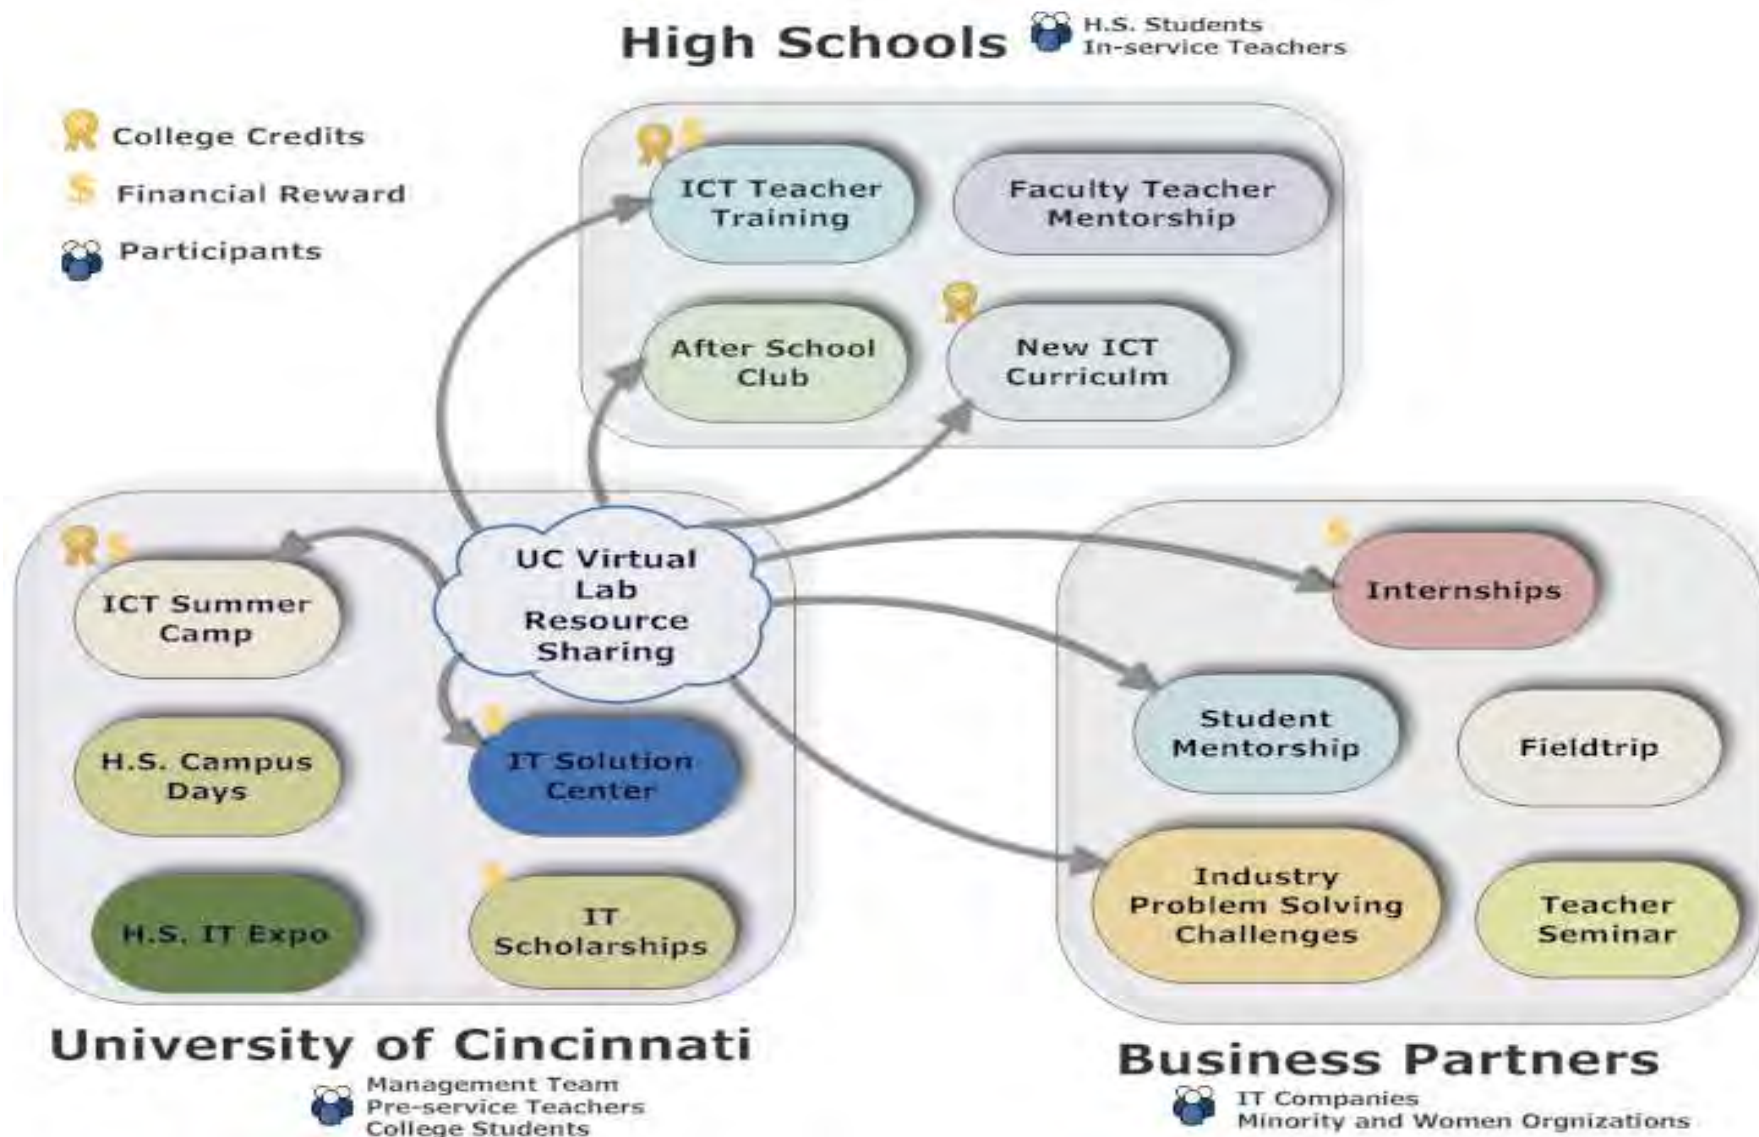 High Schools
H.S. Students
In-service Teachers
College Credits
$
Financial Reward
Participants
$
ICT Teacher
Training
Faculty Teacher
Mentorship
After School
Club
New ICT
Curriculm
UC Virtual
Lab
Resource
Sharing
$
ICT Summer
Camp
H.S. Campus
Days
$
IT Solution
Center
H.S. IT Expo
$
IT
Scholarships
$
Internships
Student
Mentorship
Fieldtrip
Industry
Problem Solving
Challenges
Teacher
Seminar
University of Cincinnati
Management Team
Pre-service Teachers
College Students
Business Partners
IT Companies
Minority and Women Orgnizations